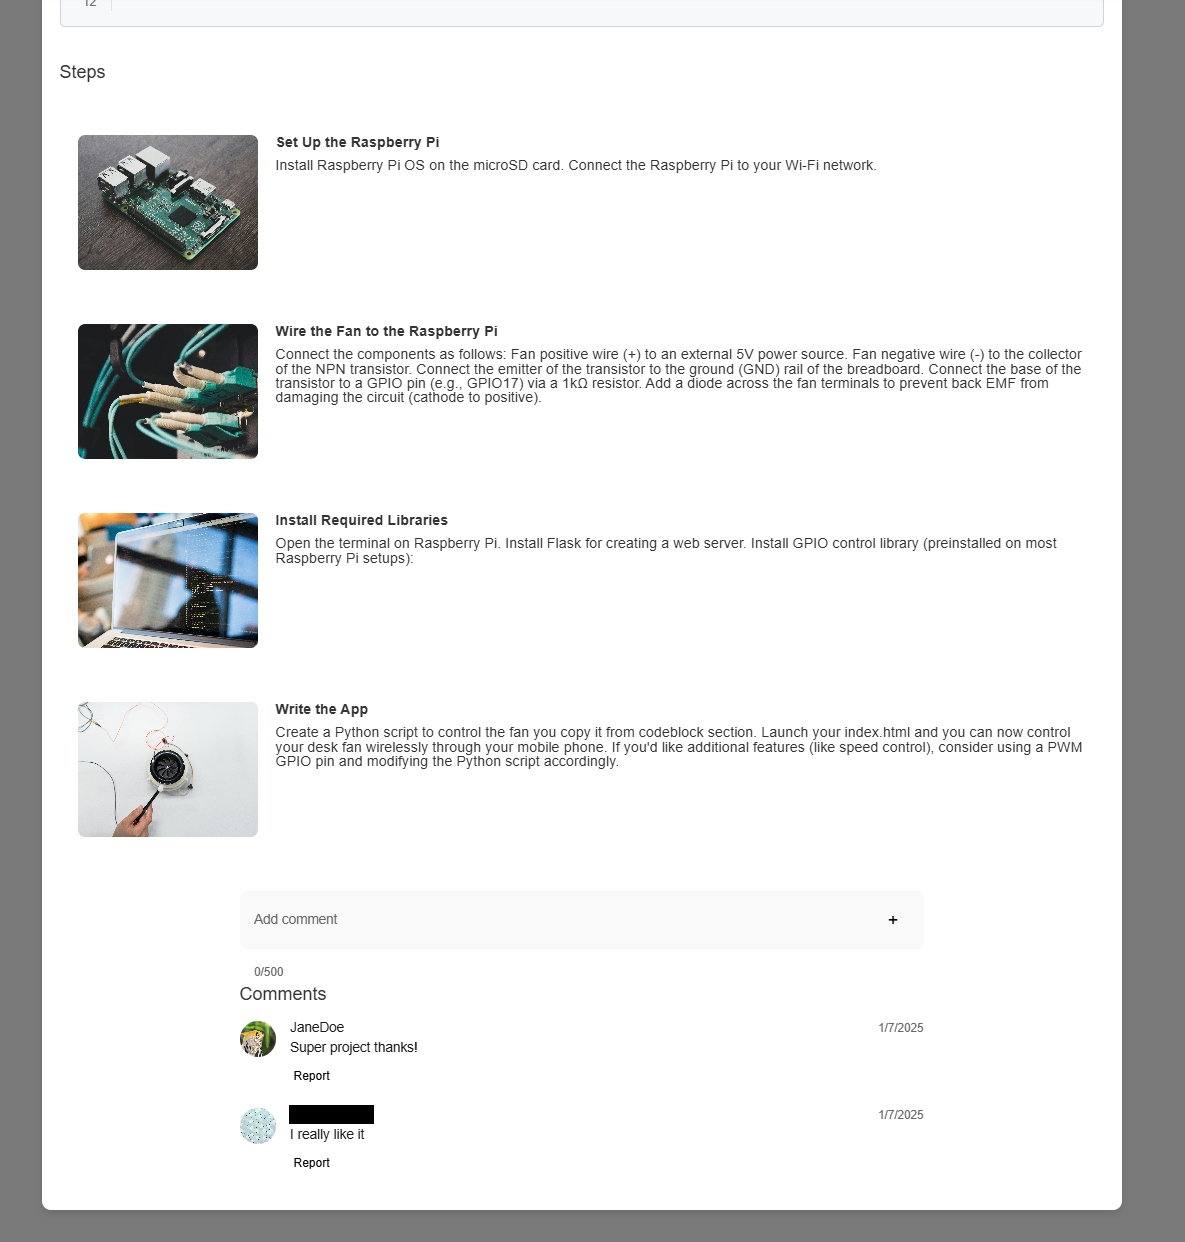 12
Steps
Set Up the Raspberry Pi
Install Raspberry Pi OS on the microSD card. Connect the Raspberry Pi to your Wi-Fi network.
Wire the Fan to the Raspberry Pi
Connect the components as follows: Fan positive wire (+) to an external 5V power source. Fan negative wire (-) to the collector
of the NPN transistor. Connect the emitter of the transistor to the ground (GND) rail of the breadboard. Connect the base of the
transistor to a GPIO pin (e.g., GPIO17) via a 1kΩ resistor. Add a diode across the fan terminals to prevent back EMF from
damaging the circuit (cathode to positive).
Install Required Libraries
Open the terminal on Raspberry Pi. Install Flask for creating a web server. Install GPIO control library (preinstalled on most
Raspberry Pi setups):
Write the App
Create a Python script to control the fan you copy it from codeblock section. Launch your index.html and you can now control
your desk fan wirelessly through your mobile phone. If you'd like additional features (like speed control), consider using a PWM
GPIO pin and modifying the Python script accordingly.
Add comment +
0/500
Comments
JaneDoe 1/7/2025
Super project thanks!
Report
1/7/2025
I really like it
Report